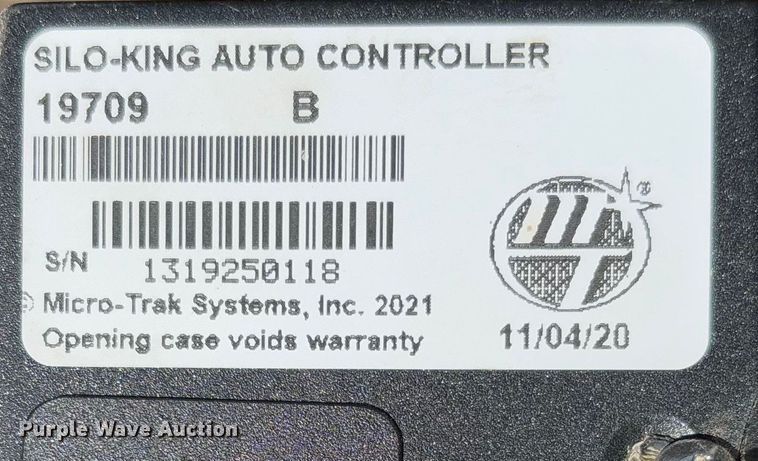 SILO-KING AUTO CONTROLLER
19709 B
S/N 1319250118
© Micro-Trak Systems, Inc. 2021
Opening case voids warranty
®
11/04/20
Purple Wave Auction